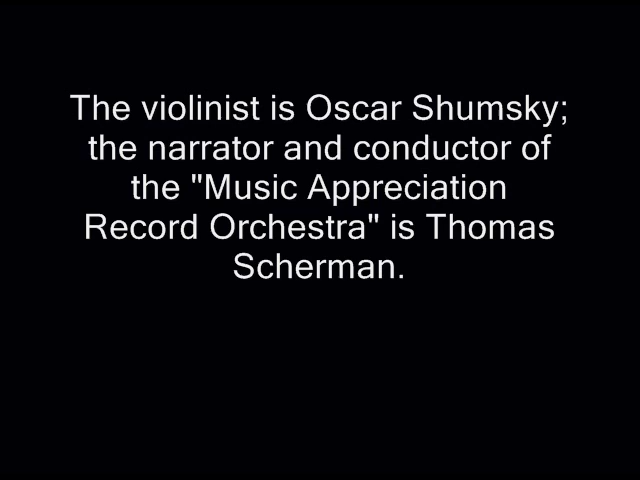 The violinist is Oscar Shumsky;
the narrator and conductor of
the "Music Appreciation
Record Orchestra" is Thomas
Scherman.